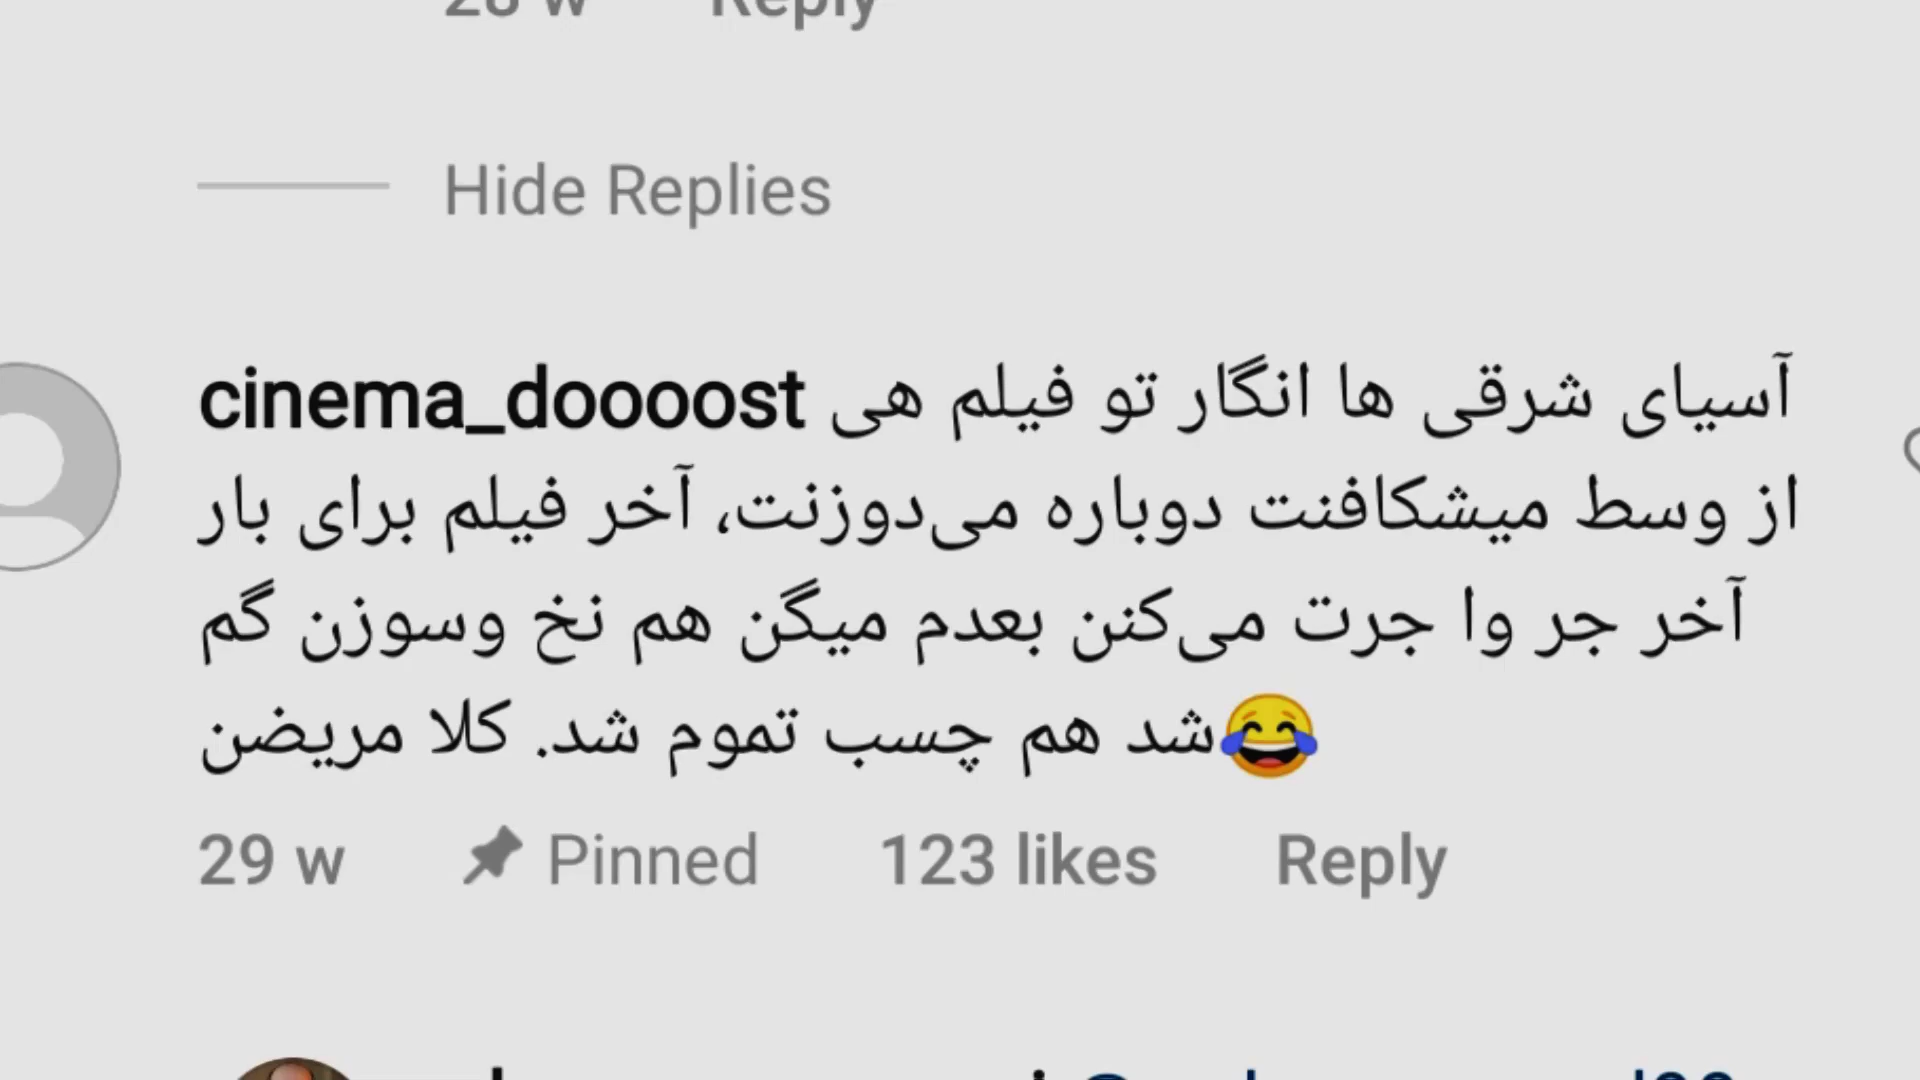 28 w Reply
Hide Replies
cinema_doooost آسیای شرقی ها انگار تو فیلم هی
از وسط میشکافنت دوباره می‌دوزنت، آخر فیلم برای بار
آخر جر وا جرت می‌کنن بعدم میگن هم نخ وسوزن گم
شد هم چسب تموم شد. کلا مریضن😂
29 w Pinned 123 likes Reply